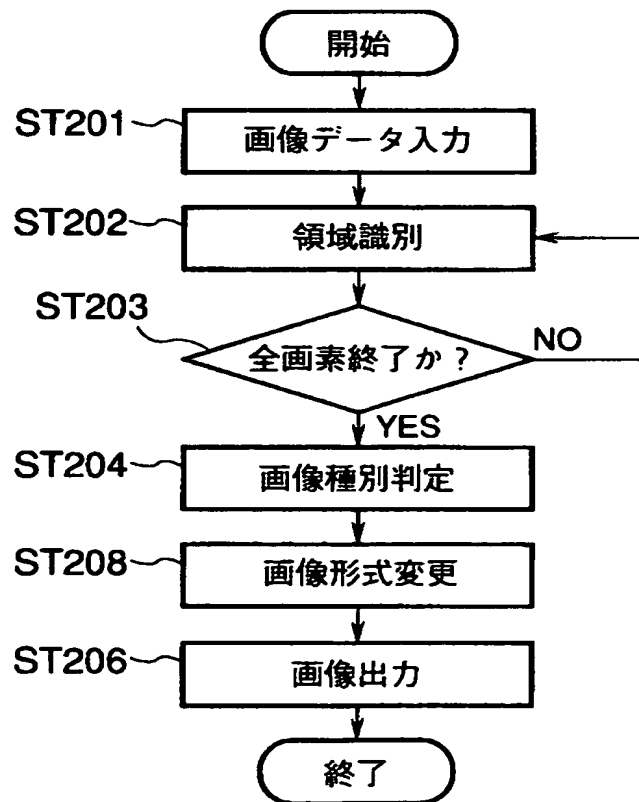 開始
ST201
画像データ入力
ST202
領域識別
ST203
全画素終了か?
NO
YES
ST204
画像種別判定
ST208
画像形式変更
ST206
画像出力
終了